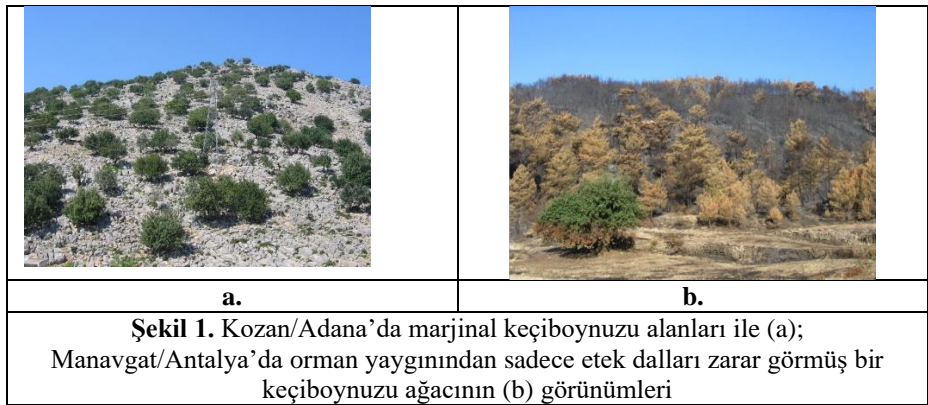 a.
b.
Şekil 1. Kozan/Adana’da marjinal keçiboynuzu alanları ile (a);
Manavgat/Antalya’da orman yaygınından sadece etek dalları zarar görmüş bir
keçiboynuzu ağacının (b) görünümleri